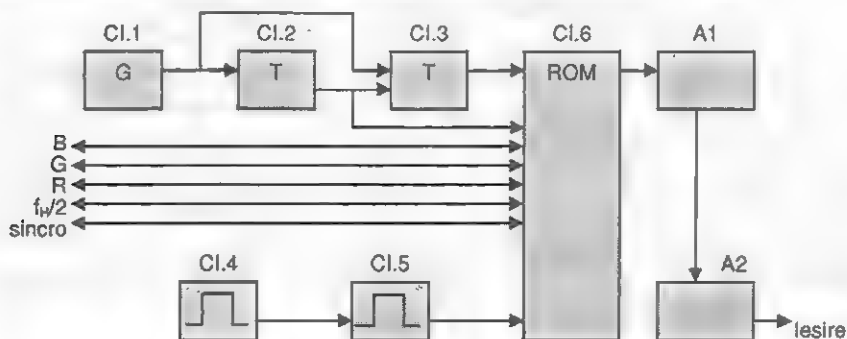 CI.1 CI.2 CI.3 CI.6 A1
G T T ROM
B
G
R
fH/2
sincro
CI.4 CI.5 A2
Iesire